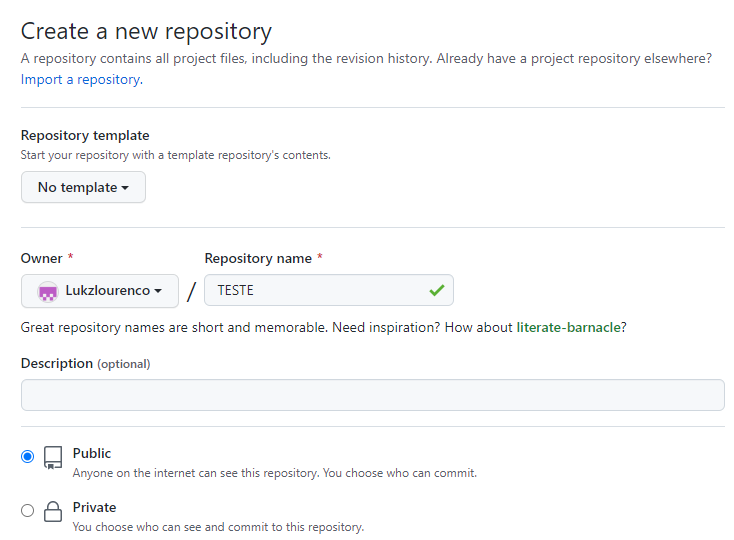 Create a new repository
A repository contains all project files, including the revision history. Already have a project repository elsewhere?
Import a repository.
Repository template
Start your repository with a template repository's contents.
No template
Owner *
Repository name *
Lukzlourenco
/
TESTE
Great repository names are short and memorable. Need inspiration? How about literate-barnacle?
Description (optional)
Public
Anyone on the internet can see this repository. You choose who can commit.
Private
You choose who can see and commit to this repository.